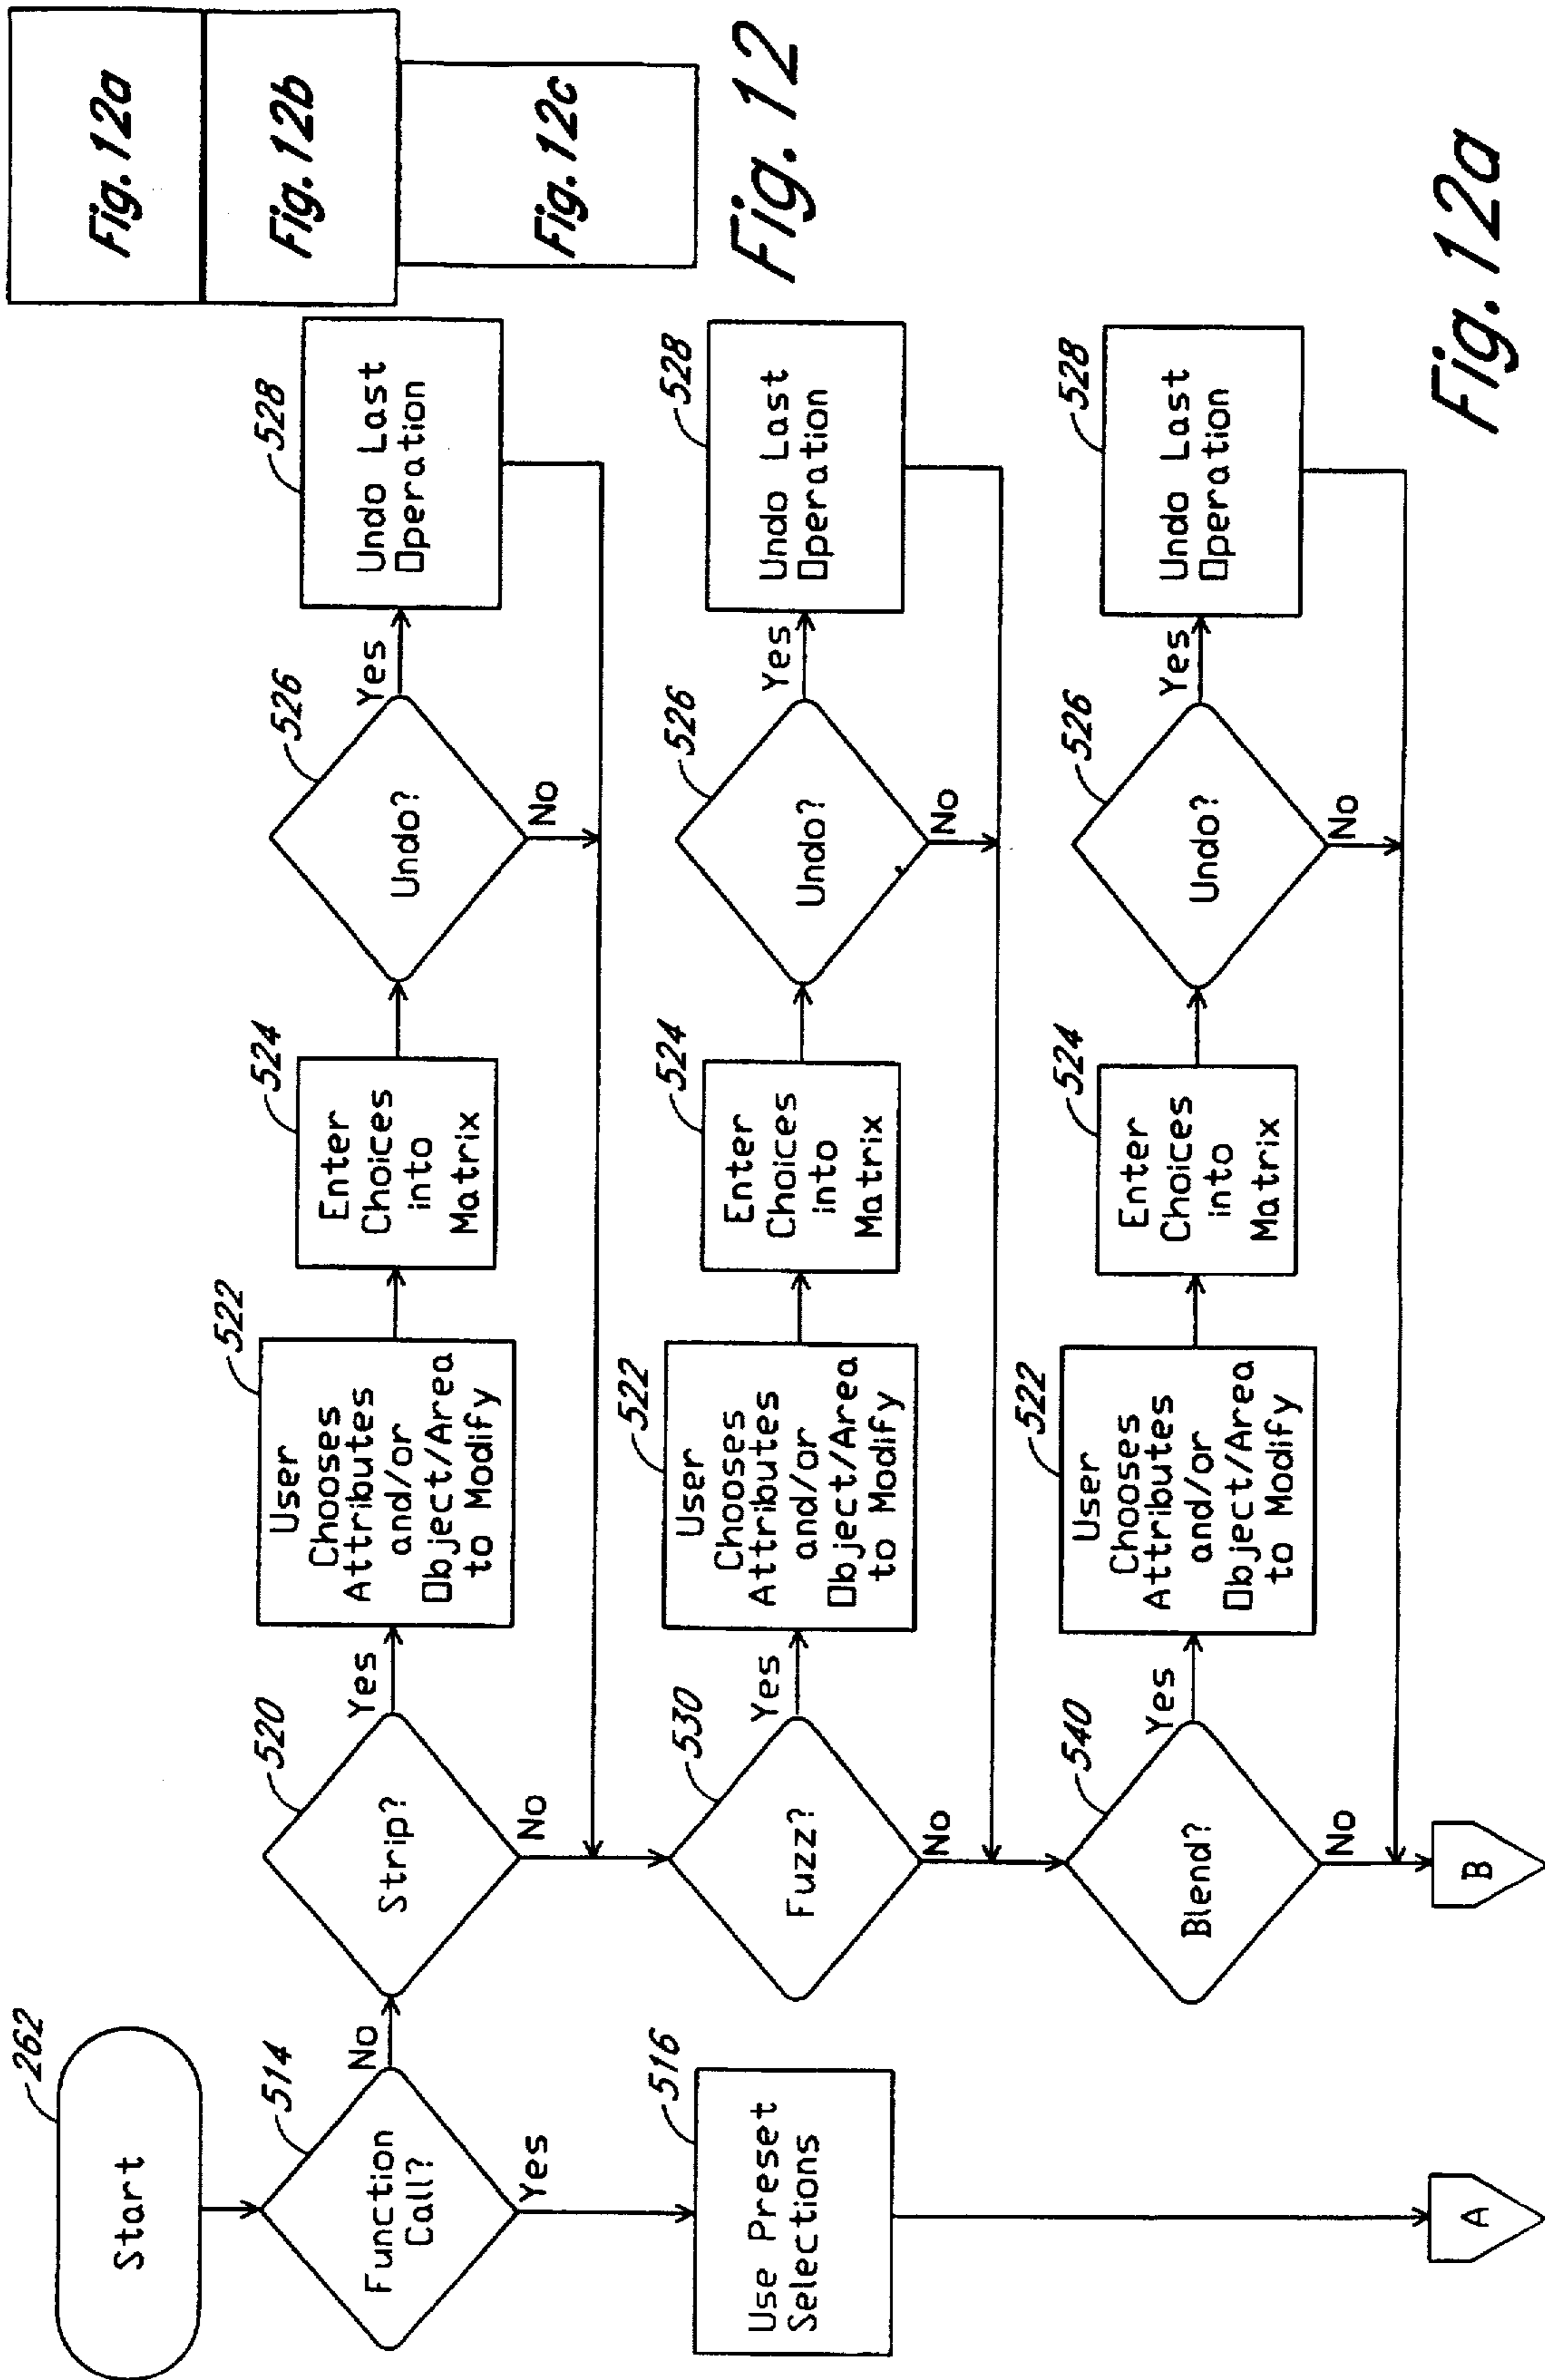 262
Start
514
Function
Call?
No
Yes
516
Use Preset
Selections
A
520
Strip?
Yes
No
522
User
Chooses
Attributes
and/or
Object/Area
to Modify
524
Enter
Choices
into
Matrix
526
Undo?
Yes
No
528
Undo Last
Operation
530
Fuzz?
Yes
No
522
User
Chooses
Attributes
and/or
Object/Area
to Modify
524
Enter
Choices
into
Matrix
526
Undo?
Yes
No
528
Undo Last
Operation
540
Blend?
Yes
No
522
User
Chooses
Attributes
and/or
Object/Area
to Modify
524
Enter
Choices
into
Matrix
526
Undo?
Yes
No
528
Undo Last
Operation
B
Fig. 12a
Fig. 12b
Fig. 12c
Fig. 12
Fig. 12a